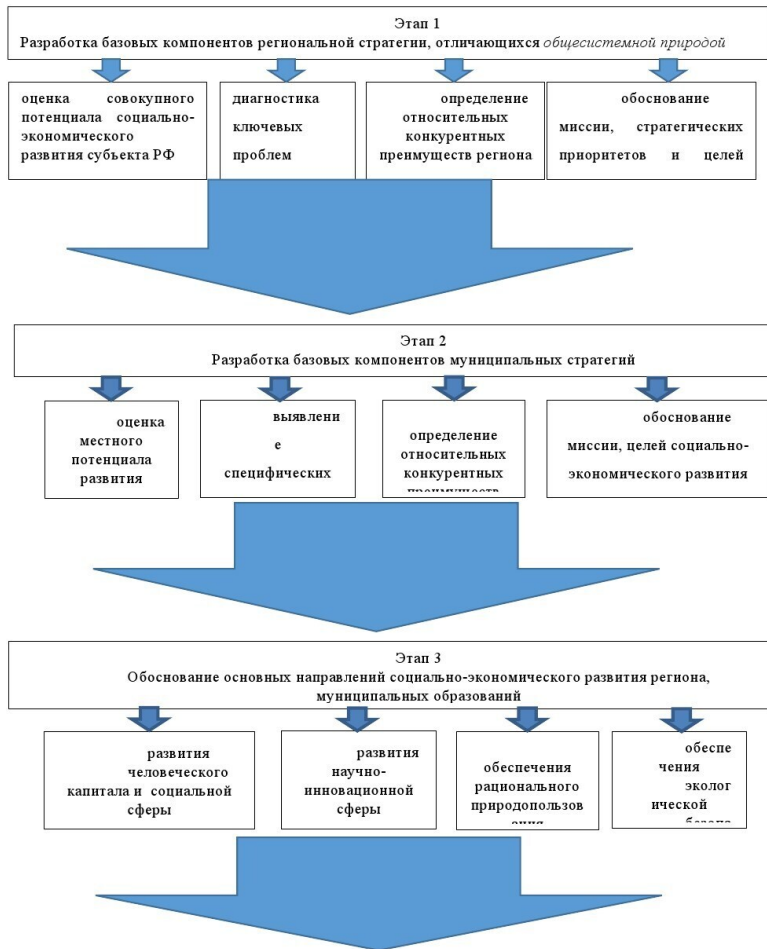 Этап 1
Разработка базовых компонентов региональной стратегии, отличающихся общесистемной природой
оценка совокупного
потенциала социально-
экономического
развития субъекта РФ
диагностика
ключевых
проблем
определение
относительных
конкурентных
преимуществ региона
обоснование
миссии, стратегических
приоритетов и целей
Этап 2
Разработка базовых компонентов муниципальных стратегий
оценка
местного
потенциала
развития
выявлени
е
специфических
определение
относительных
конкурентных
преимуществ
обоснование
миссии, целей социально-
экономического развития
Этап 3
Обоснование основных направлений социально-экономического развития региона,
муниципальных образований
развития
человеческого
капитала и социальной
сферы
развития
научно-
инновационной
сферы
обеспечения
рационального
природопользов
ания
обеспе
чения
эколог
ической
безопа